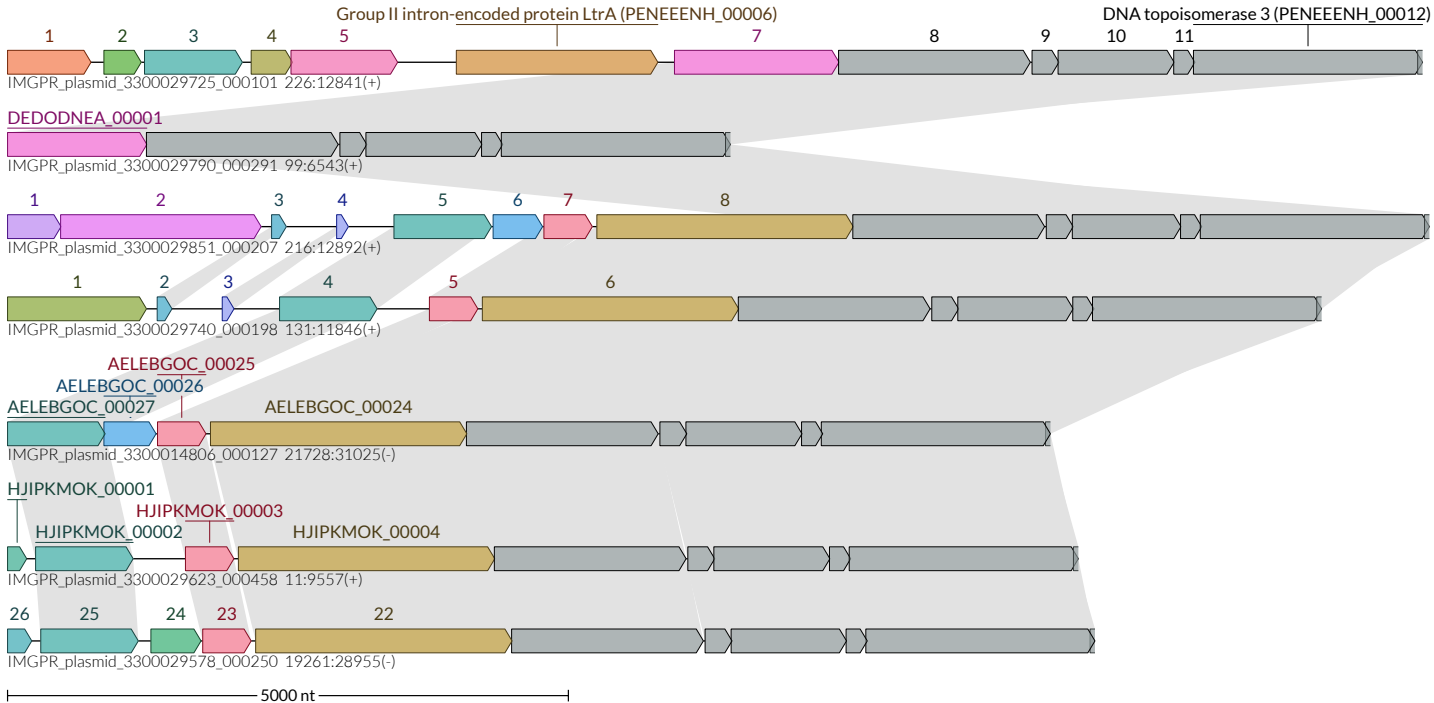 Group II intron-encoded protein LtrA (PENEEENH_00006) DNA topoisomerase 3 (PENEEENH_00012)
1 2 3 4 5 7 8 9 10 11
IMGPR_plasmid_3300029725_000101 226:12841(+)
DEDODNEA_00001
IMGPR_plasmid_3300029790_000291 99:6543(+)
1 2 3 4 5 6 7 8
IMGPR_plasmid_3300029851_000207 216:12892(+)
1 2 3 4 5 6
IMGPR_plasmid_3300029740_000198 131:11846(+)
AELEBGOC_00025
AELEBGOC_00026
AELEBGOC_00027 AELEBGOC_00024
IMGPR_plasmid_3300014806_000127 21728:31025(-)
HJIPKMOK_00001
HJIPKMOK_00003
HJIPKMOK_00002 HJIPKMOK_00004
IMGPR_plasmid_3300029623_000458 11:9557(+)
26 25 24 23 22
IMGPR_plasmid_3300029578_000250 19261:28955(-)
5000 nt